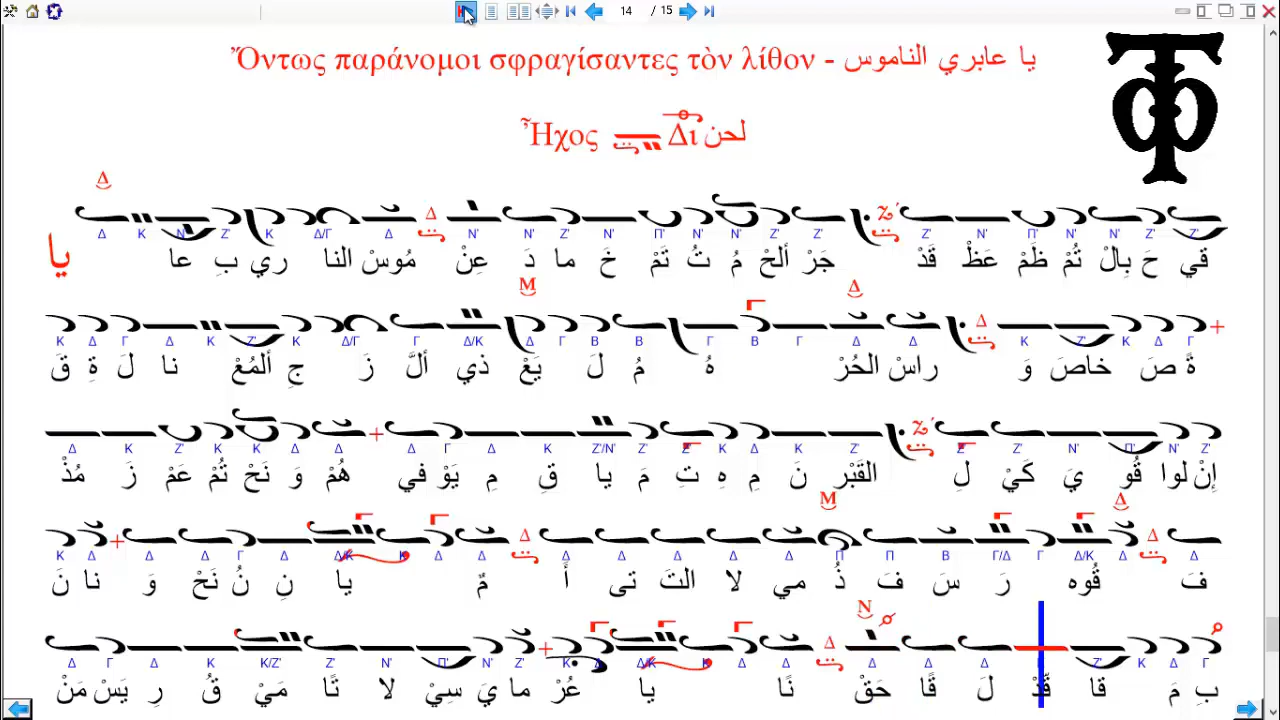 14 / 15
Ὄντως παράνομοι σφραγίσαντες τὸν λίθον - يا عابري الناموس
Ἦχος Δι لحن
Δ
Δ K N' Z' K Δ/Γ Δ Δ N' N' Z' N' Π' N' N' Z' Z' Z' Z' N' Π' N' N' Z' Z'
يا عا بِ ري النا مُوسْ عِنْ دَ ما خَ تَمْ تُ مُ ألحْ جَرْ قَدْ عَظْ ظَمْ تُمْ بِالْ حَ قي
M Δ
K Δ Γ Δ K Z' K Δ/Γ Γ Δ/K Δ Γ B B Γ B Γ Δ Δ Δ K Z' K Δ Γ
قَ ةِ لَ نا ألمُعْ جِ زَ ألَّ ذي يَعْ لَ مُ هُ الحُرْ راسْ وَ خاصَ صَ ةً
Δ K Z' K K Δ Δ Δ Γ Δ K Z'/N' Z' Z' K Δ K Z' Z' Z' Z' N' Π' N' Z'
مُذْ زَ عَمْ تُمْ نَحْ وَ هُمْ في يَوْ مِ قِ يا مَ تِ هِ مِ نَ القَبْر لِ كَيْ يَ قُو لوا إِنْ
M Δ
K Δ Δ Δ Γ Δ Δ/K K Δ Δ Δ Δ Δ Δ Δ Δ Π Π B Γ/Δ Γ Δ/K Δ Δ Δ
نَ نا وَ نَحْ نُ نِ يا مٌ أَ تى التَ لا مي ذُ فَ سَ رَ قُوه فَ
N
Δ Γ Δ K K/Z' Z' N' Π' N' Z' K Δ Δ/K K Δ Δ Δ Δ Δ Δ Z' K Δ Γ
مَنْ يَسْ رِ قُ مَيْ تًا لا سِيْ يَ ما عُرْ يا نًا حَقْ قًا لَ قَدْ قا مَ بِ